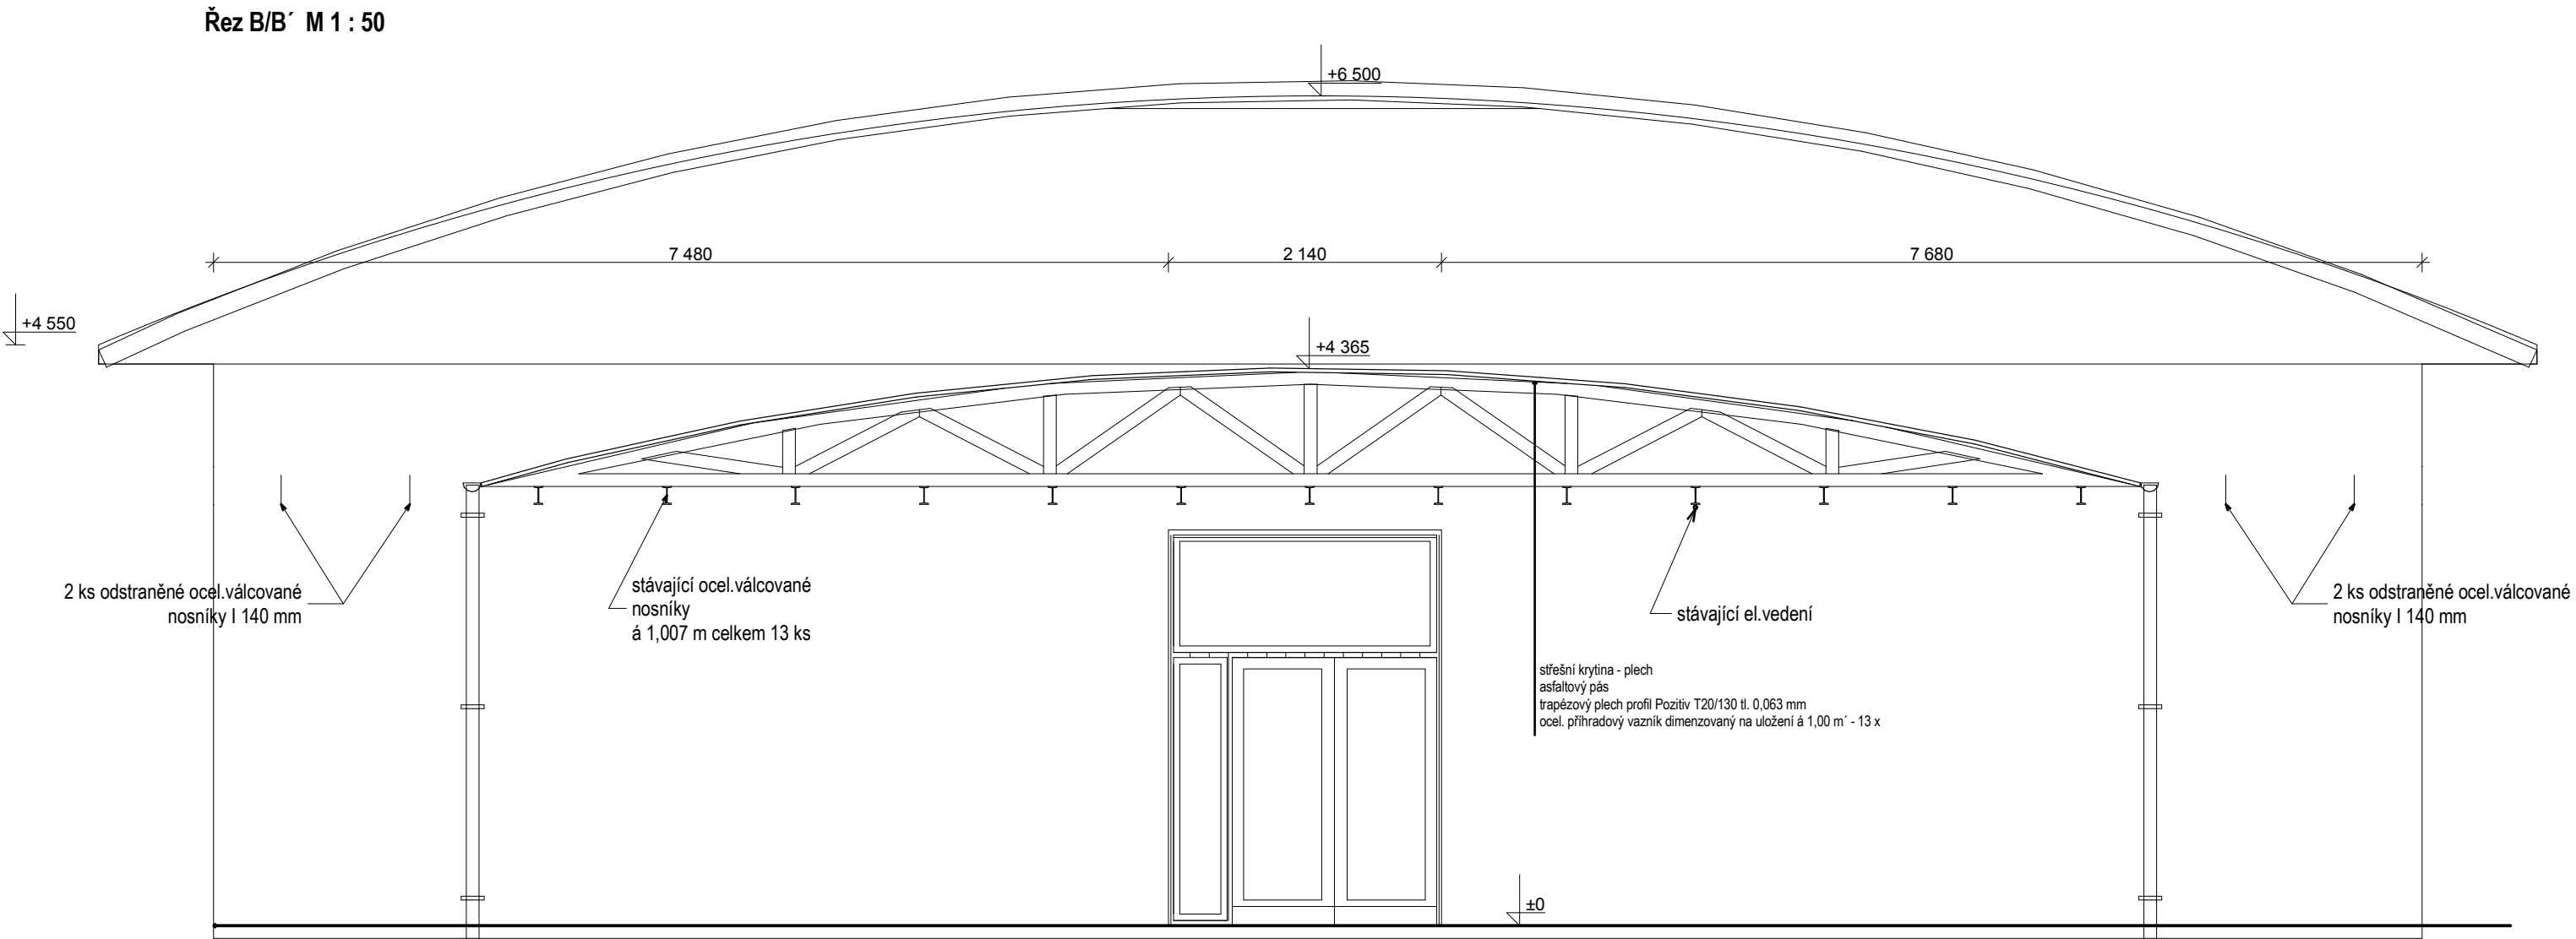 Řez B/B´ M 1 : 50
+6 500
7 480
2 140
7 680
+4 550
+4 365
2 ks odstraněné ocel.válcované
nosníky I 140 mm
stávající ocel.válcované
nosníky
á 1,007 m celkem 13 ks
stávající el.vedení
2 ks odstraněné ocel.válcované
nosníky I 140 mm
střešní krytina - plech
asfaltový pás
trapézový plech profil Pozitiv T20/130 tl. 0,063 mm
ocel. příhradový vazník dimenzovaný na uložení á 1,00 m´ - 13 x
±0